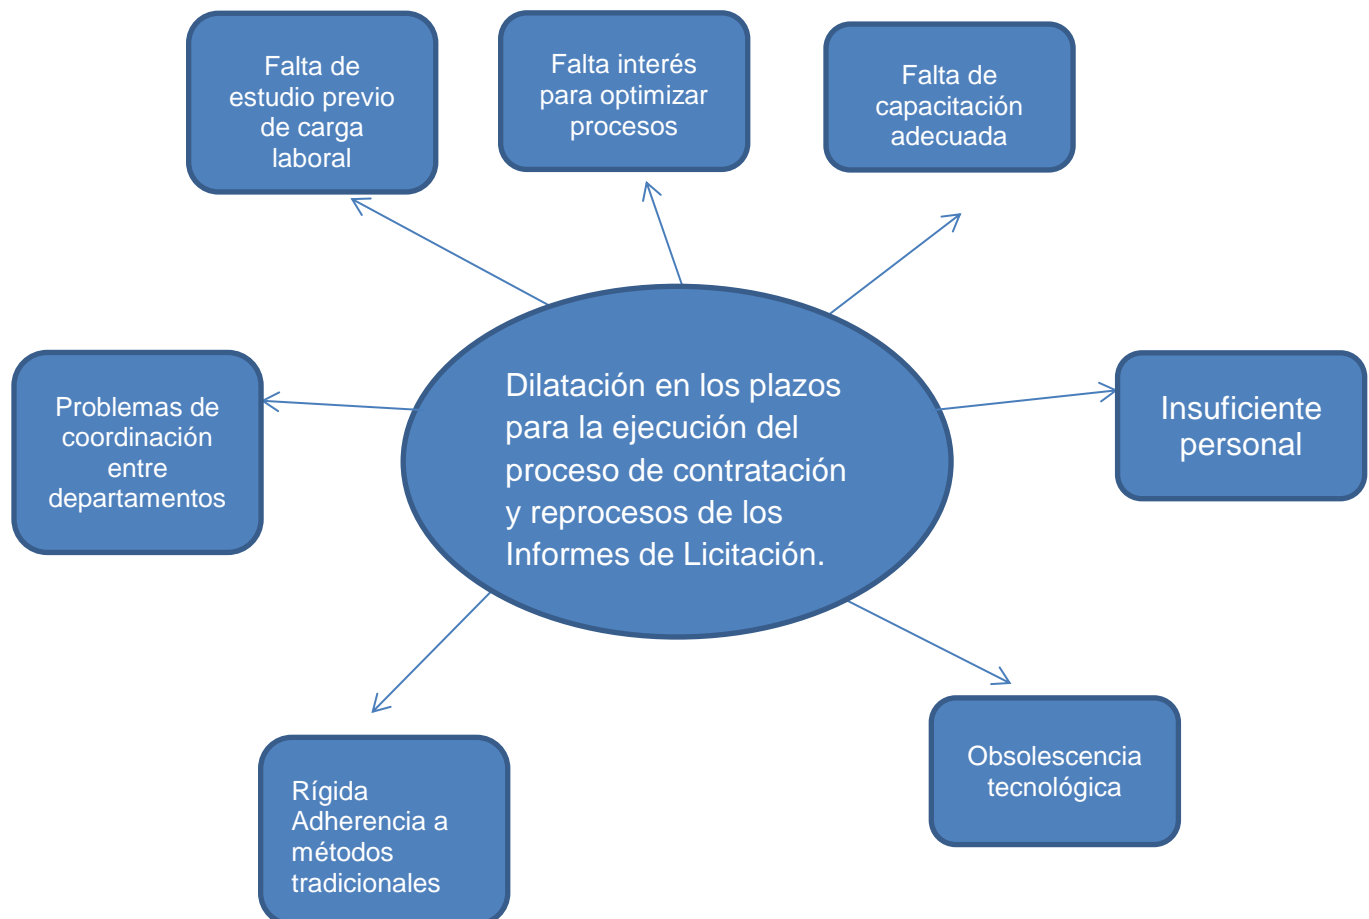 Falta de
estudio previo
de carga
laboral
Falta interés
para optimizar
procesos
Falta de
capacitación
adecuada
Problemas de
coordinación
entre
departamentos
Dilatación en los plazos
para la ejecución del
proceso de contratación
y reprocesos de los
Informes de Licitación.
Insuficiente
personal
Rígida
Adherencia a
métodos
tradicionales
Obsolescencia
tecnológica